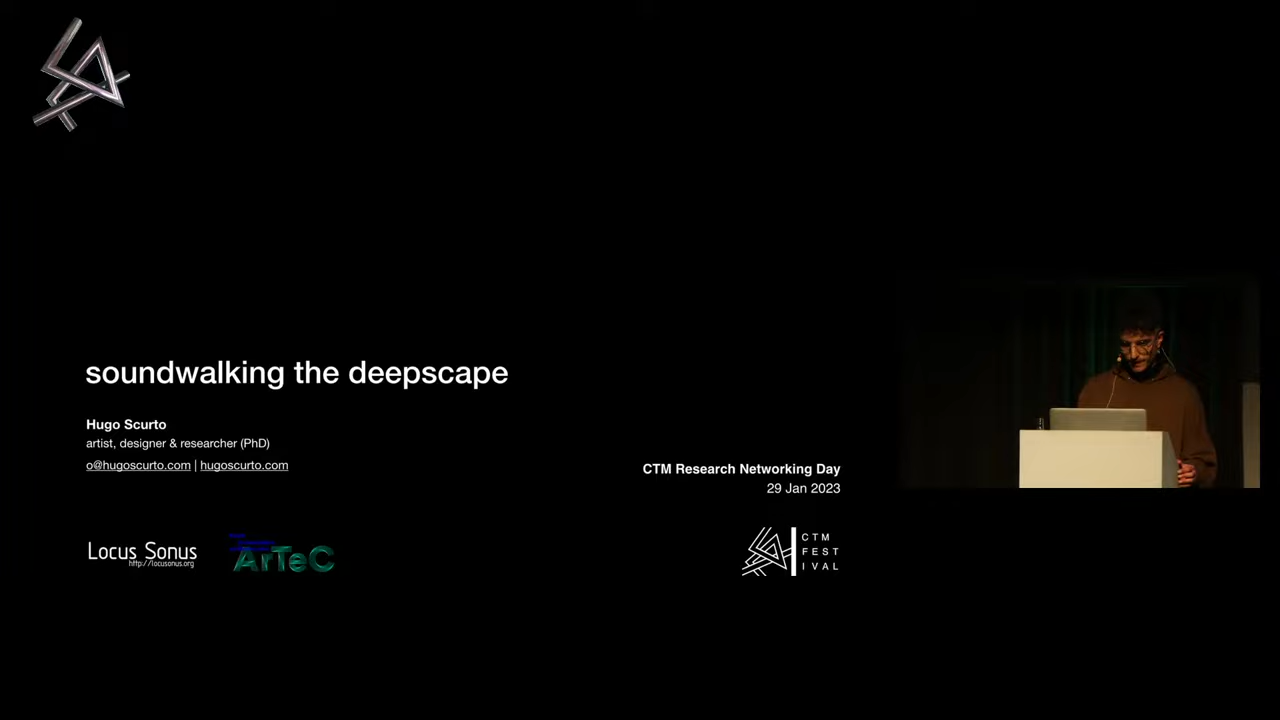 soundwalking the deepscape
Hugo Scurto
artist, designer & researcher (PhD)
o@hugoscurto.com | hugoscurto.com
CTM Research Networking Day
29 Jan 2023
Locus Sonus
http://locusonus.org
ArTeC
CTM
FEST
IVAL